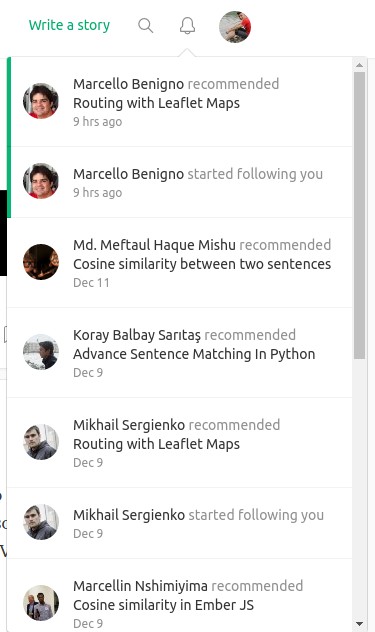 Write a story
Marcello Benigno recommended
Routing with Leaflet Maps
9 hrs ago
Marcello Benigno started following you
9 hrs ago
Md. Meftaul Haque Mishu recommended
Cosine similarity between two sentences
Dec 11
Koray Balbay Sarıtaş recommended
Advance Sentence Matching In Python
Dec 9
Mikhail Sergienko recommended
Routing with Leaflet Maps
Dec 9
Mikhail Sergienko started following you
Dec 9
Marcellin Nshimiyima recommended
Cosine similarity in Ember JS
Dec 9